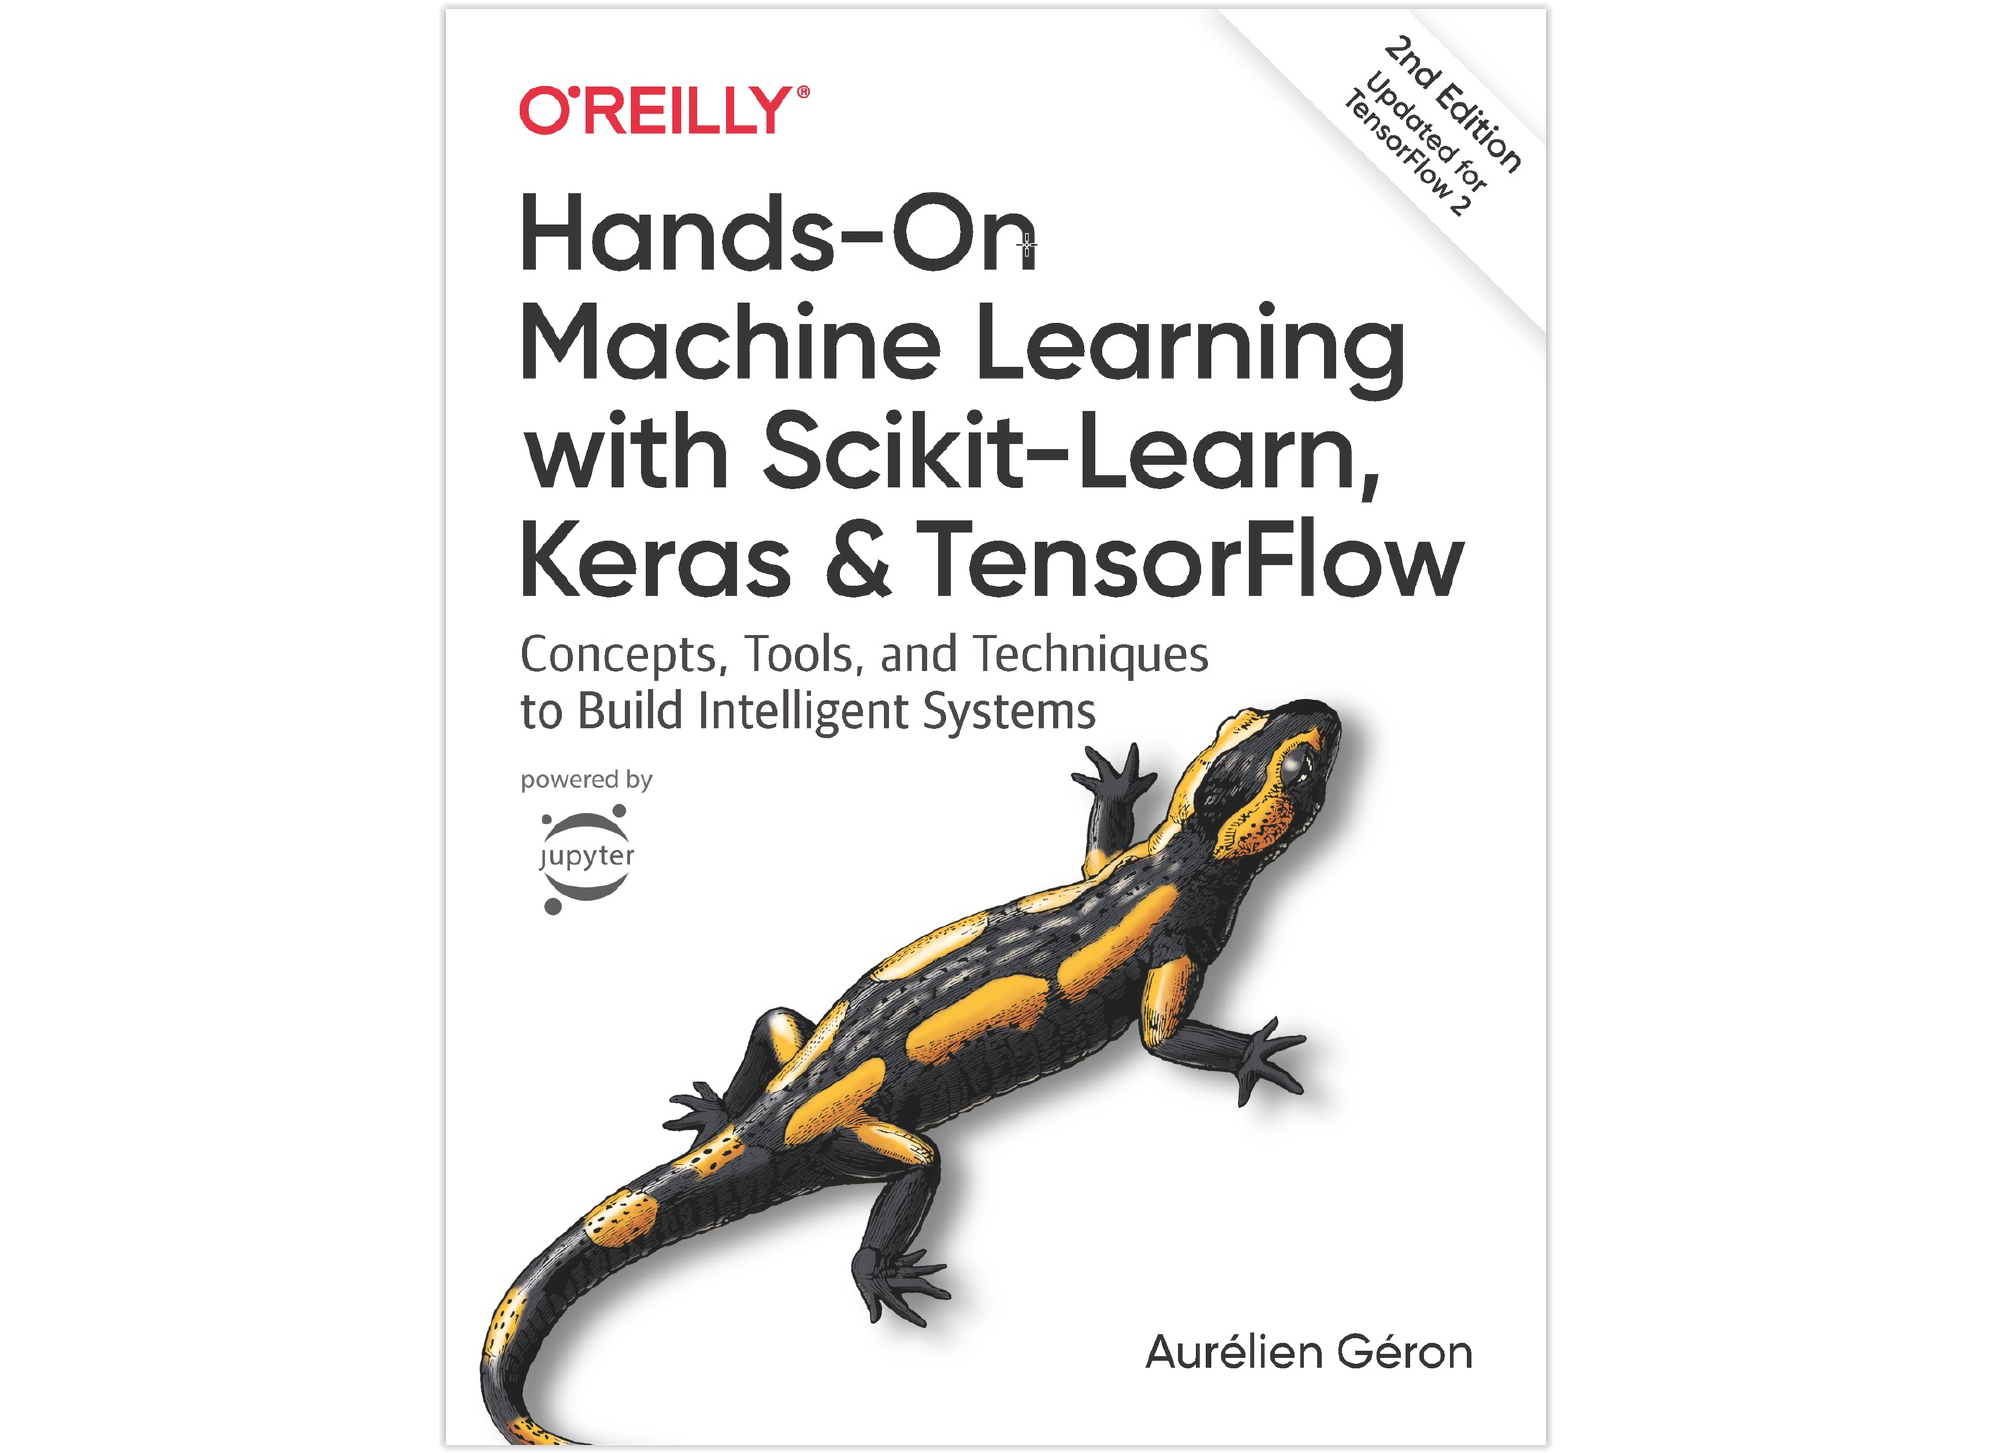 2nd Edition
Updated for
TensorFlow 2
O'REILLY®
Hands-On
Machine Learning
with Scikit-Learn,
Keras & TensorFlow
Concepts, Tools, and Techniques
to Build Intelligent Systems
powered by
jupyter
Aurélien Géron